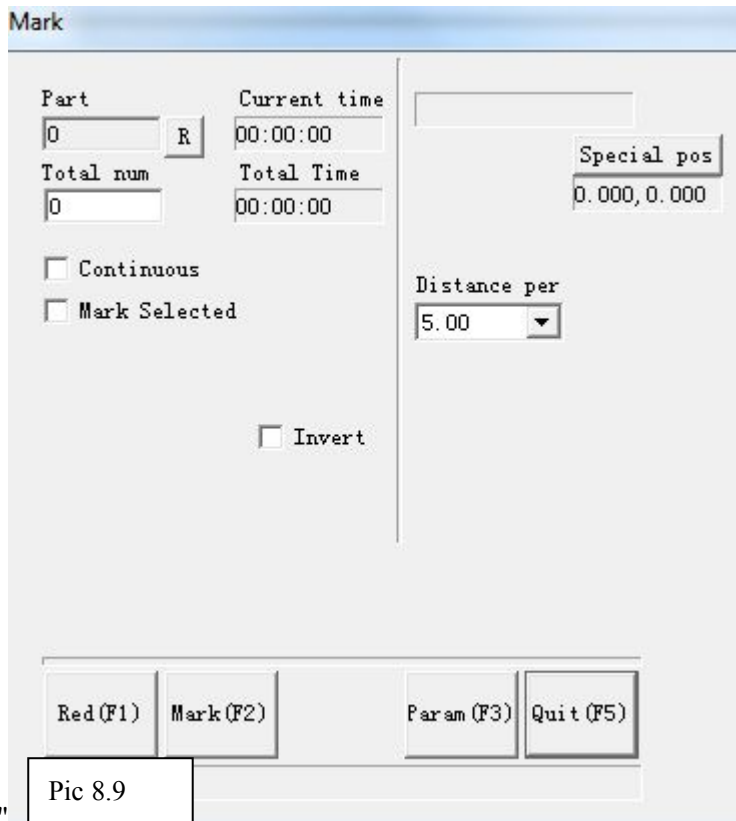 Mark
Part
Current time
0
R
00:00:00
Total num
Total Time
0
00:00:00
Continuous
Mark Selected
Invert
Special pos
0.000,0.000
Distance per
5.00
Red(F1)
Mark(F2)
Param(F3)
Quit(F5)
Pic 8.9
"